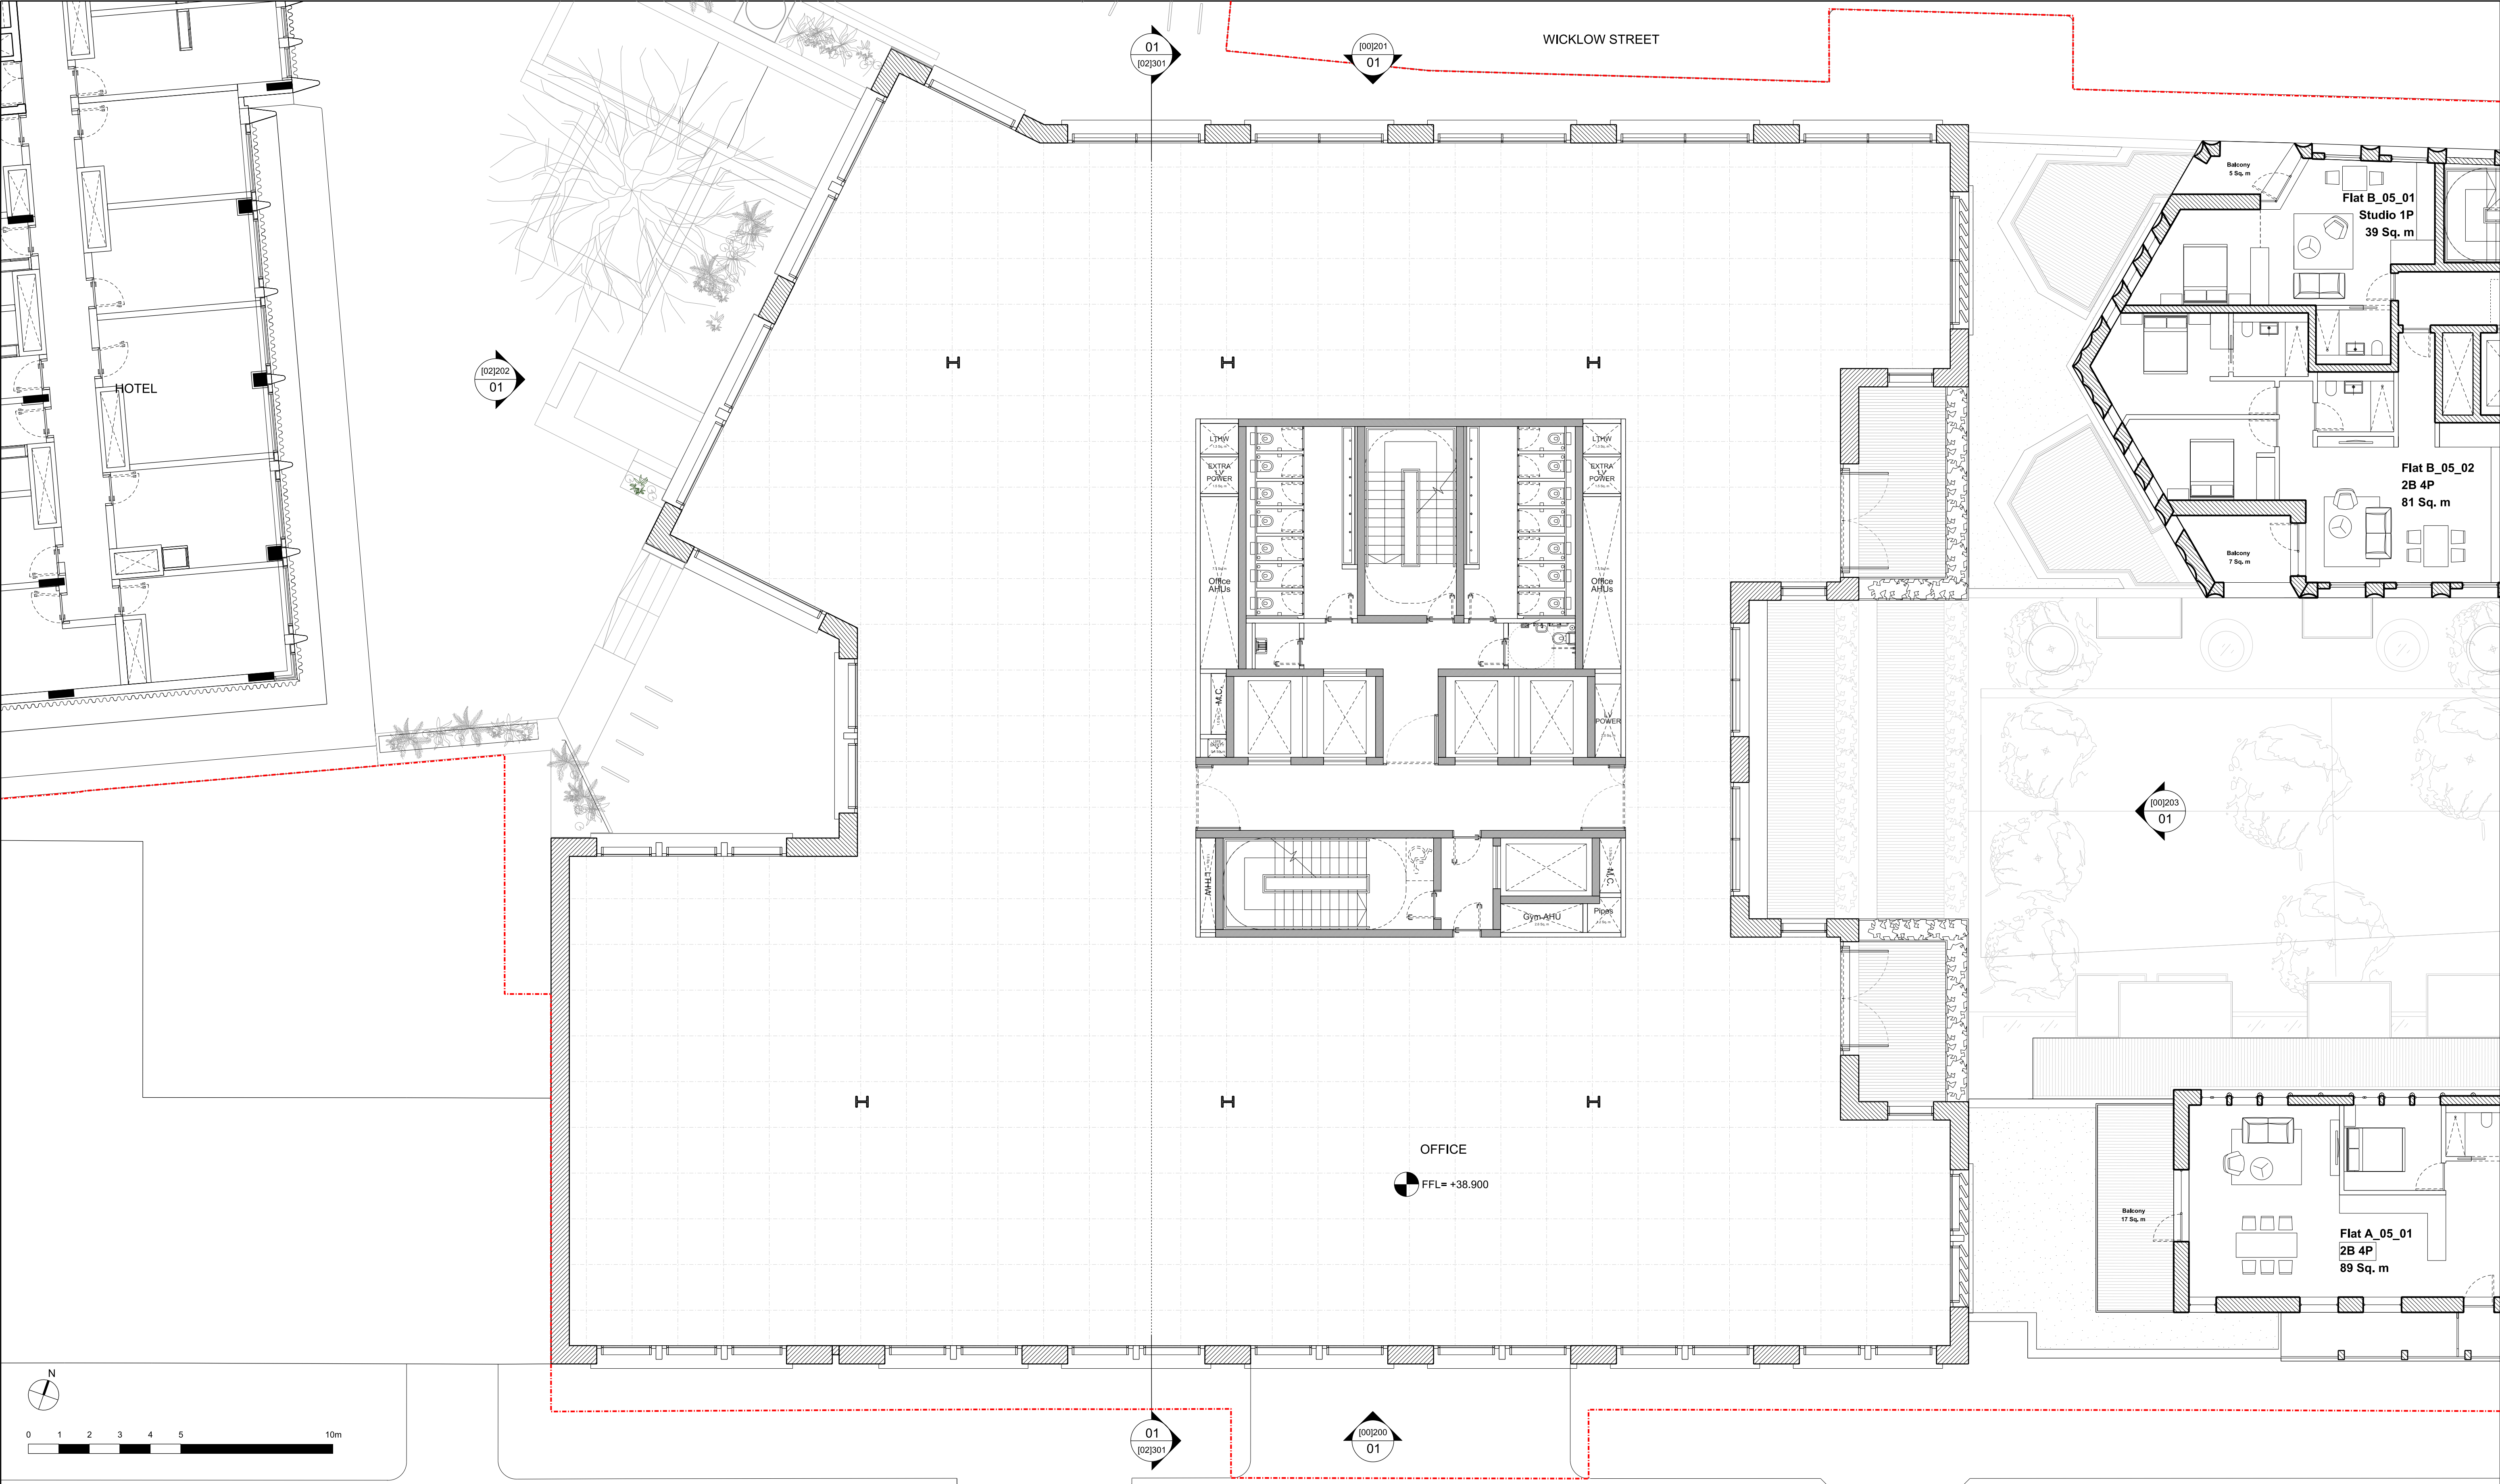 WICKLOW STREET
01
[02]301
[00]201
01
Balcony
5 Sq. m
Flat B_05_01
Studio 1P
39 Sq. m
[02]202
01
HOTEL
LTHW
EXTRA
LV
POWER
Office
AHUs
M.C.
LTHW
EXTRA
LV
POWER
Office
AHUs
LV
POWER
Flat B_05_02
2B 4P
81 Sq. m
Balcony
7 Sq. m
[00]203
01
LTHW
M.C.
Gym AHU
Pipes
OFFICE
FFL= +38.900
Balcony
17 Sq. m
Flat A_05_01
2B 4P
89 Sq. m
N
0 1 2 3 4 5 10m
01
[02]301
[00]200
01